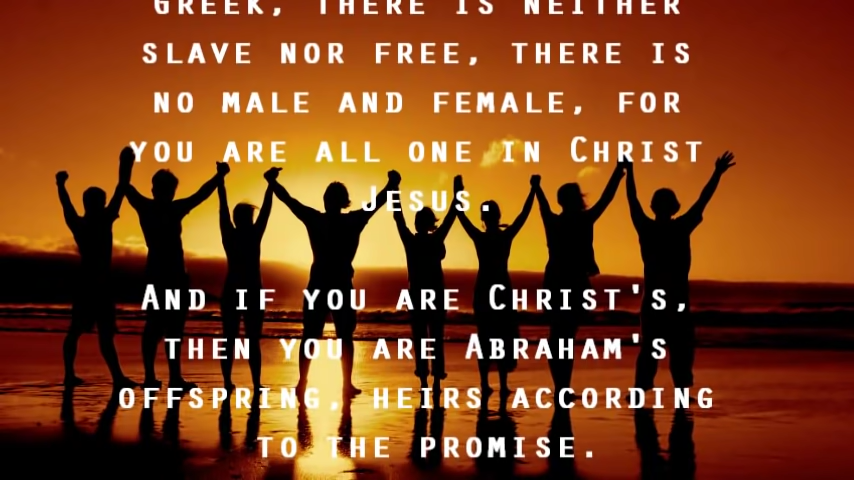 GREEK, THERE IS NEITHER
SLAVE NOR FREE, THERE IS
NO MALE AND FEMALE, FOR
YOU ARE ALL ONE IN CHRIST
JESUS.
AND IF YOU ARE CHRIST'S,
THEN YOU ARE ABRAHAM'S
OFFSPRING, HEIRS ACCORDING
TO THE PROMISE.